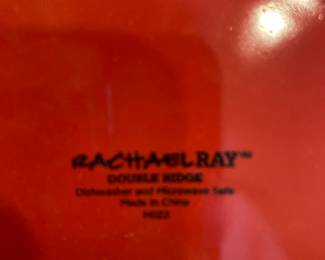 RACHAEL RAY™
DOUBLE RIDGE
Dishwasher and Microwave Safe
Made in China